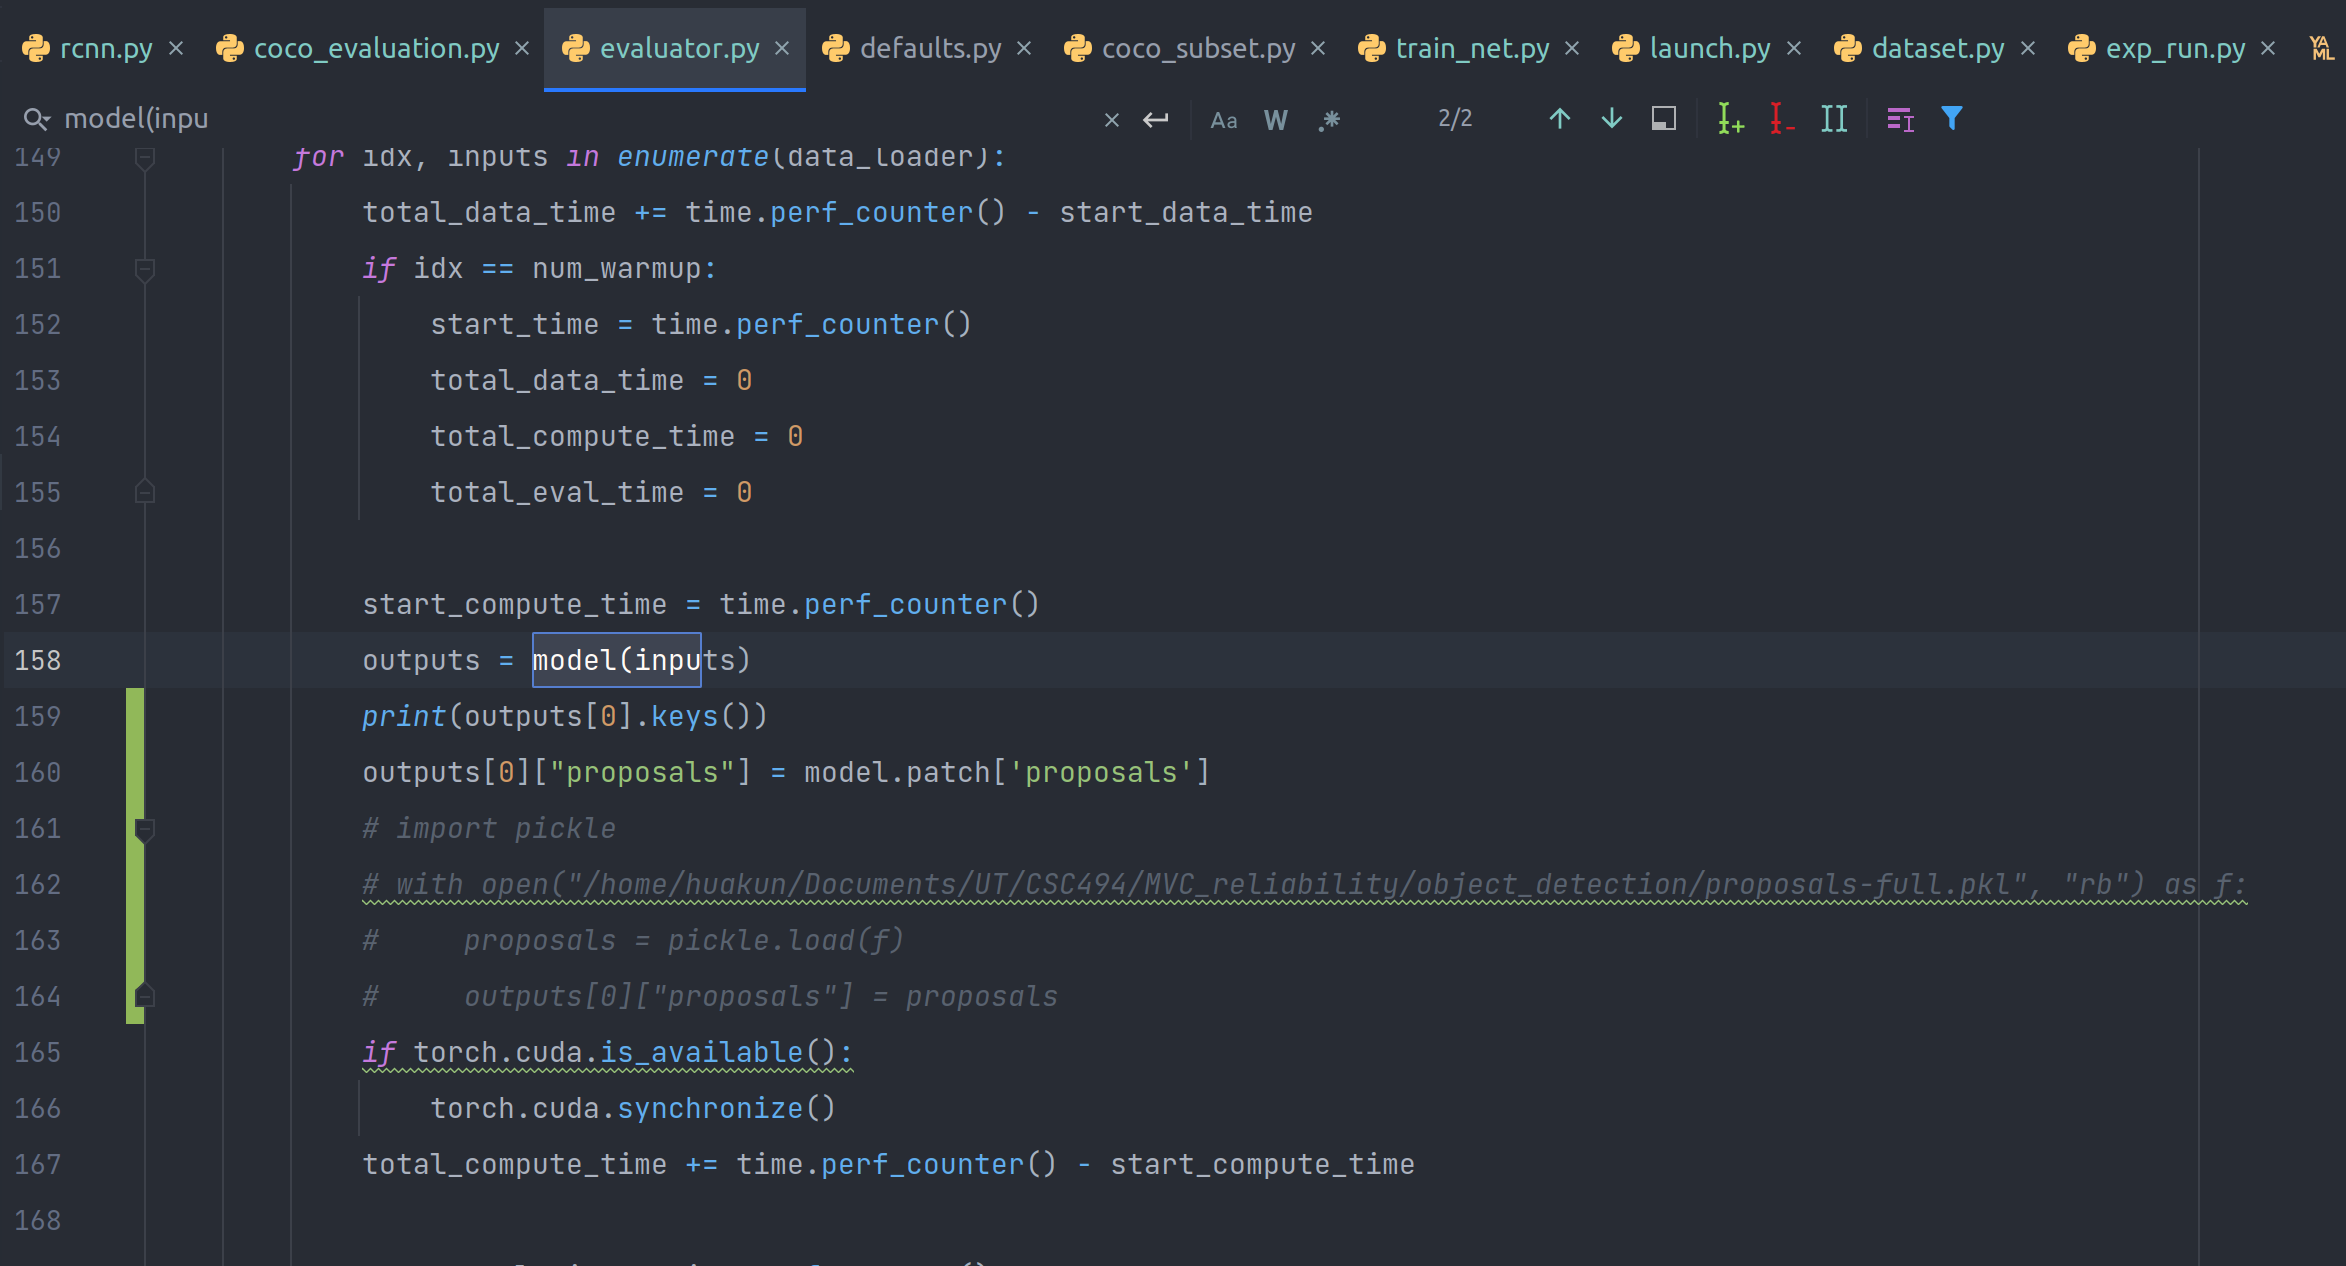 rcnn.py coco_evaluation.py evaluator.py defaults.py coco_subset.py train_net.py launch.py dataset.py exp_run.py YAML
model(inpu Aa W .* 2/2
149 for idx, inputs in enumerate(data_loader):
150 total_data_time += time.perf_counter() - start_data_time
151 if idx == num_warmup:
152 start_time = time.perf_counter()
153 total_data_time = 0
154 total_compute_time = 0
155 total_eval_time = 0
156
157 start_compute_time = time.perf_counter()
158 outputs = model(inputs)
159 print(outputs[0].keys())
160 outputs[0]["proposals"] = model.patch['proposals']
161 # import pickle
162 # with open("/home/huakun/Documents/UT/CSC494/MVC_reliability/object_detection/proposals-full.pkl", "rb") as f:
163 #     proposals = pickle.load(f)
164 #     outputs[0]["proposals"] = proposals
165 if torch.cuda.is_available():
166 torch.cuda.synchronize()
167 total_compute_time += time.perf_counter() - start_compute_time
168